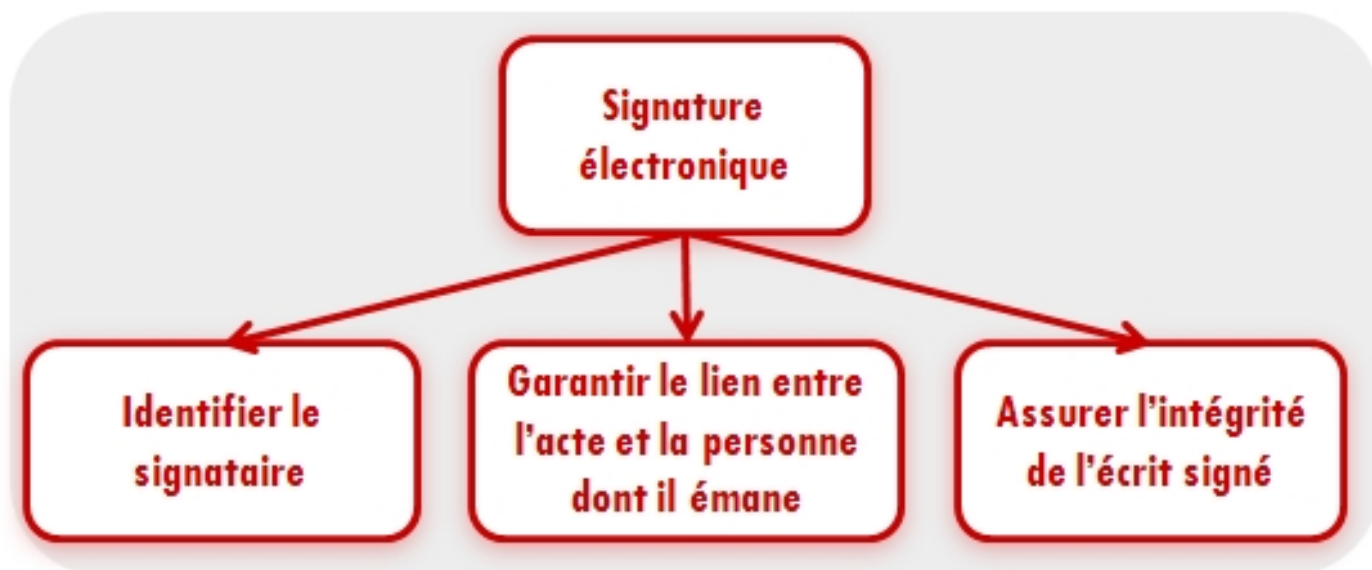 Signature
électronique
Identifier le
signataire
Garantir le lien entre
l'acte et la personne
dont il émane
Assurer l'intégrité
de l'écrit signé